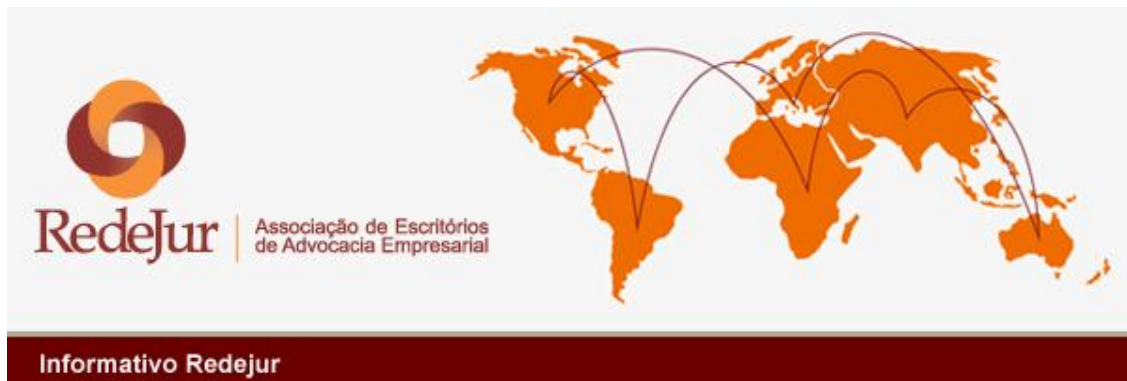 RedeJur
Associação de Escritórios
de Advocacia Empresarial
Informativo Redejur